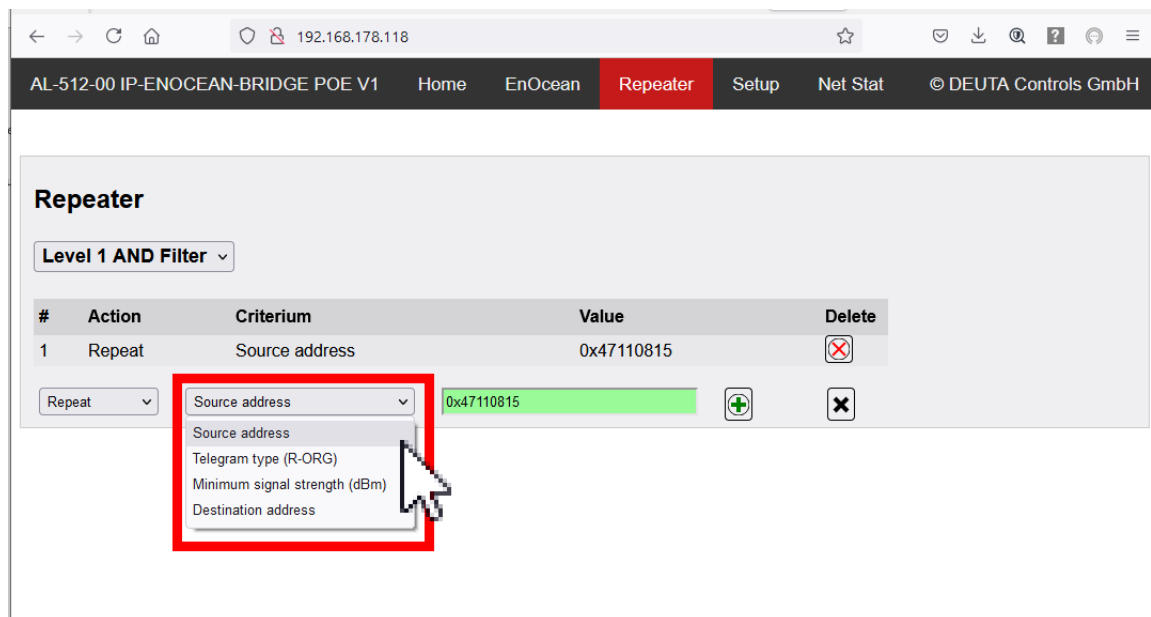 192.168.178.118
AL-512-00 IP-ENOCEAN-BRIDGE POE V1 Home EnOcean Repeater Setup Net Stat © DEUTA Controls GmbH
Repeater
Level 1 AND Filter
# Action Criterium Value Delete
1 Repeat Source address 0x47110815
Repeat Source address 0x47110815
Source address
Telegram type (R-ORG)
Minimum signal strength (dBm)
Destination address